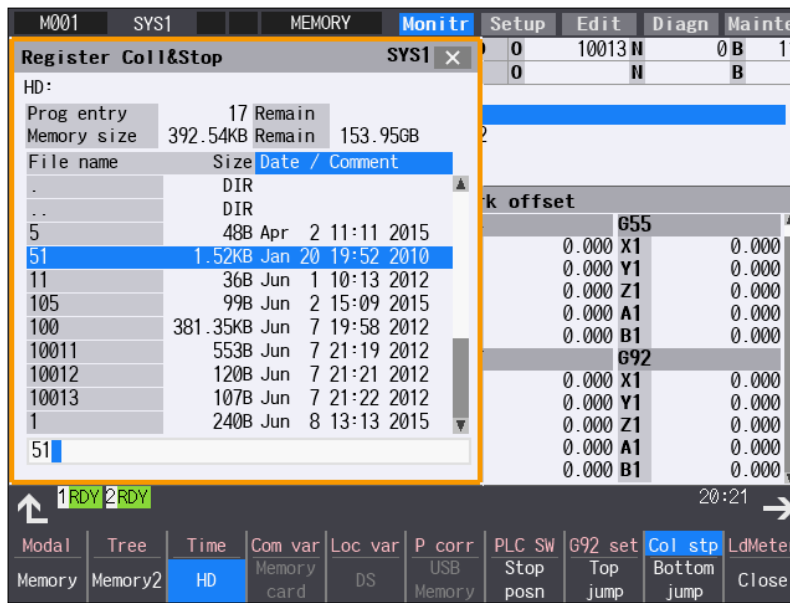 M001 SYS1 MEMORY Monitr Setup Edit Diagn Mainte
Register Coll&Stop SYS1 ×
O 10013 N 0 B 1
0 N B
HD:
Prog entry 17 Remain
Memory size 392.54KB Remain 153.95GB
2
File name Size Date / Comment
. DIR
.. DIR
rk offset
5 48B Apr 2 11:11 2015
G55
51 1.52KB Jan 20 19:52 2010
0.000 X1 0.000
11 36B Jun 1 10:13 2012
0.000 Y1 0.000
105 99B Jun 2 15:09 2015
0.000 Z1 0.000
100 381.35KB Jun 7 19:58 2012
0.000 A1 0.000
0.000 B1 0.000
10011 553B Jun 7 21:19 2012
G92
10012 120B Jun 7 21:21 2012
0.000 X1 0.000
10013 107B Jun 7 21:22 2012
0.000 Y1 0.000
1 240B Jun 8 13:13 2015
0.000 Z1 0.000
51
0.000 A1 0.000
0.000 B1 0.000
1RDY 2RDY 20:21
Modal Tree Time Com var Loc var P corr PLC SW G92 set Col stp LdMete
Memory Memory2 HD Memory card DS USB Memory Stop posn Top jump Bottom jump Close